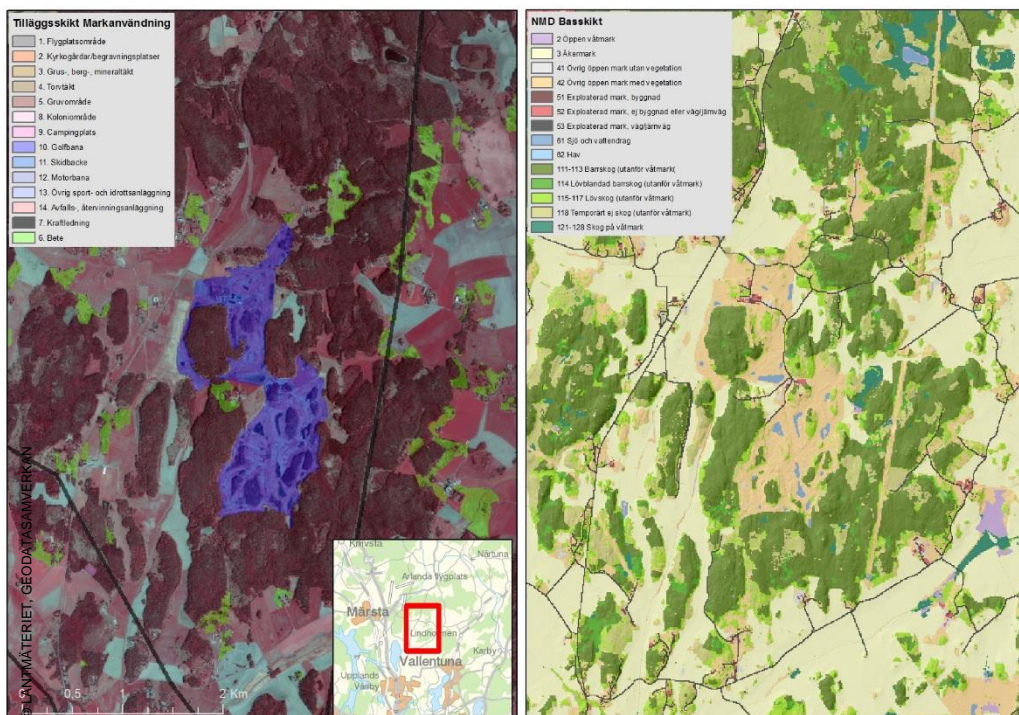 Tilläggsskikt Markanvändning
1. Flygplatsområde
2. Kyrkogårdar/begravningsplatser
3. Grus-, berg-, mineraltäkt
4. Torvtäkt
5. Gruvområde
8. Koloniområde
9. Campingplats
10. Golfbana
11. Skidbacke
12. Motorbana
13. Övrig sport- och idrottsanläggning
14. Avfalls-, återvinningsanläggning
7. Kraftledning
6. Bete
© LANTMÄTERIET, GEODATASAMVERKAN
0 0,5 1 2 Km
Knivsta
Närtuna
Arlanda flygplats
Märsta
Lindholmen
Karby
Vallentuna
Upplands
Väsby
NMD Basskikt
2 Öppen våtmark
3 Åkermark
41 Övrig öppen mark utan vegetation
42 Övrig öppen mark med vegetation
51 Exploaterad mark, byggnad
52 Exploaterad mark, ej byggnad eller väg/järnväg
53 Exploaterad mark, väg/järnväg
61 Sjö och vattendrag
62 Hav
111-113 Barrskog (utanför våtmark)
114 Lövblandad barrskog (utanför våtmark)
115-117 Lövskog (utanför våtmark)
118 Temporärt ej skog (utanför våtmark)
121-128 Skog på våtmark